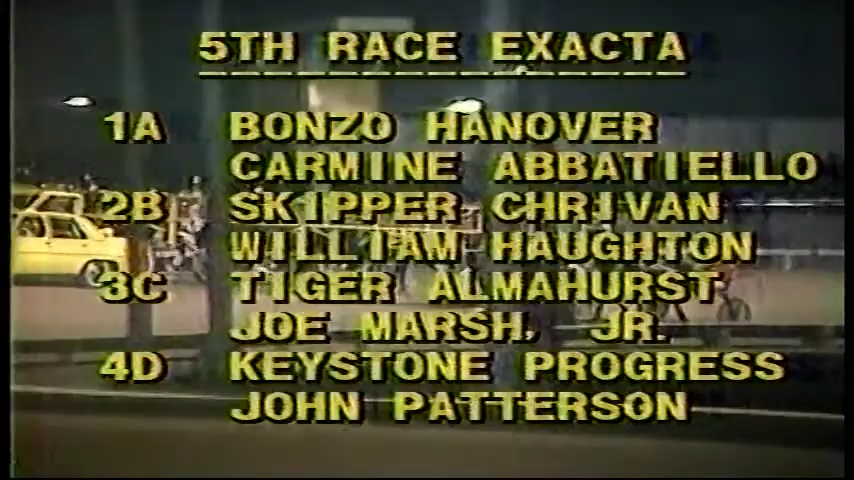 5TH RACE EXACTA
1A BONZO HANOVER
CARMINE ABBATIELLO
2B SKIPPER CHRIVAN
WILLIAM HAUGHTON
3C TIGER ALMAHURST
JOE MARSH, JR.
4D KEYSTONE PROGRESS
JOHN PATTERSON